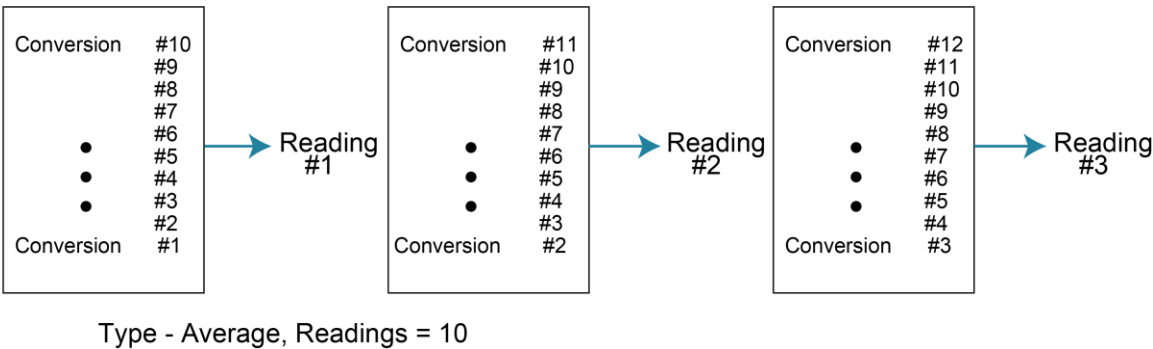 Conversion #10
#9
#8
#7
#6
#5
#4
#3
#2
Conversion #1
Reading
#1
Conversion #11
#10
#9
#8
#7
#6
#5
#4
#3
Conversion #2
Reading
#2
Conversion #12
#11
#10
#9
#8
#7
#6
#5
#4
Conversion #3
Reading
#3
Type - Average, Readings = 10